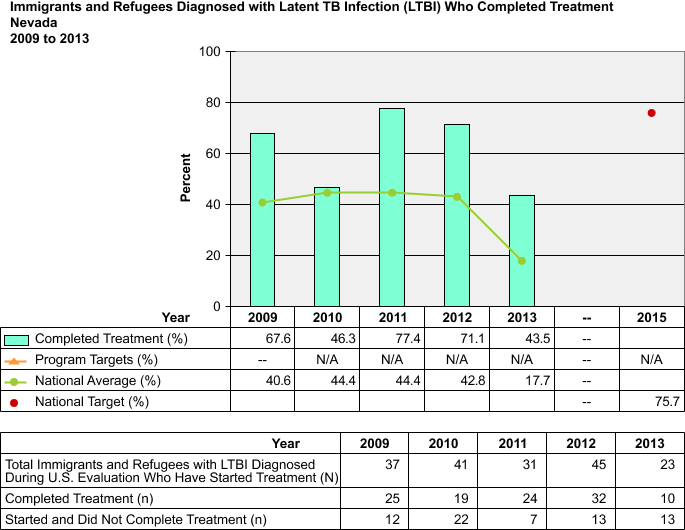 Immigrants and Refugees Diagnosed with Latent TB Infection (LTBI) Who Completed Treatment
Nevada
2009 to 2013
100
80
60
40
20
0
Percent
Year 2009 2010 2011 2012 2013 -- 2015
Completed Treatment (%) 67.6 46.3 77.4 71.1 43.5 --
Program Targets (%) -- N/A N/A N/A N/A -- N/A
National Average (%) 40.6 44.4 44.4 42.8 17.7 --
National Target (%) -- 75.7
Year 2009 2010 2011 2012 2013
Total Immigrants and Refugees with LTBI Diagnosed
During U.S. Evaluation Who Have Started Treatment (N) 37 41 31 45 23
Completed Treatment (n) 25 19 24 32 10
Started and Did Not Complete Treatment (n) 12 22 7 13 13